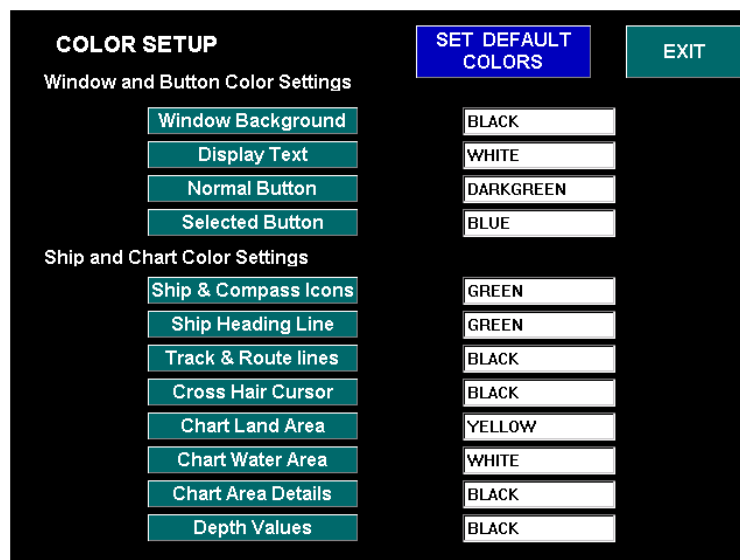 COLOR SETUP
SET DEFAULT
COLORS
EXIT
Window and Button Color Settings
Window Background BLACK
Display Text WHITE
Normal Button DARKGREEN
Selected Button BLUE
Ship and Chart Color Settings
Ship & Compass Icons GREEN
Ship Heading Line GREEN
Track & Route lines BLACK
Cross Hair Cursor BLACK
Chart Land Area YELLOW
Chart Water Area WHITE
Chart Area Details BLACK
Depth Values BLACK